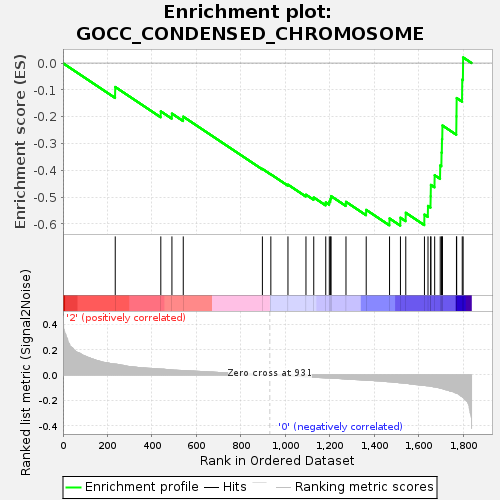 Enrichment plot:
GOCC_CONDENSED_CHROMOSOME
Enrichment score (ES)
0.0
-0.1
-0.2
-0.3
-0.4
-0.5
-0.6
'2' (positively correlated)
Ranked list metric (Signal2Noise)
0.4
0.2
0.0
-0.2
-0.4
Zero cross at 931
'0' (negatively correlated)
0 200 400 600 800 1,000 1,200 1,400 1,600 1,800
Rank in Ordered Dataset
Enrichment profile Hits Ranking metric scores